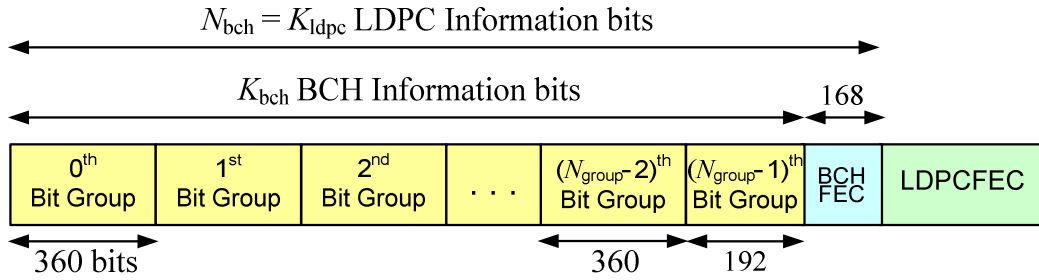 N_bch = K_ldpc LDPC Information bits
K_bch BCH Information bits
168
0th
Bit Group
1st
Bit Group
2nd
Bit Group
. . .
(N_group-2)th
Bit Group
(N_group-1)th
Bit Group
BCH
FEC
LDPCFEC
360 bits
360
192